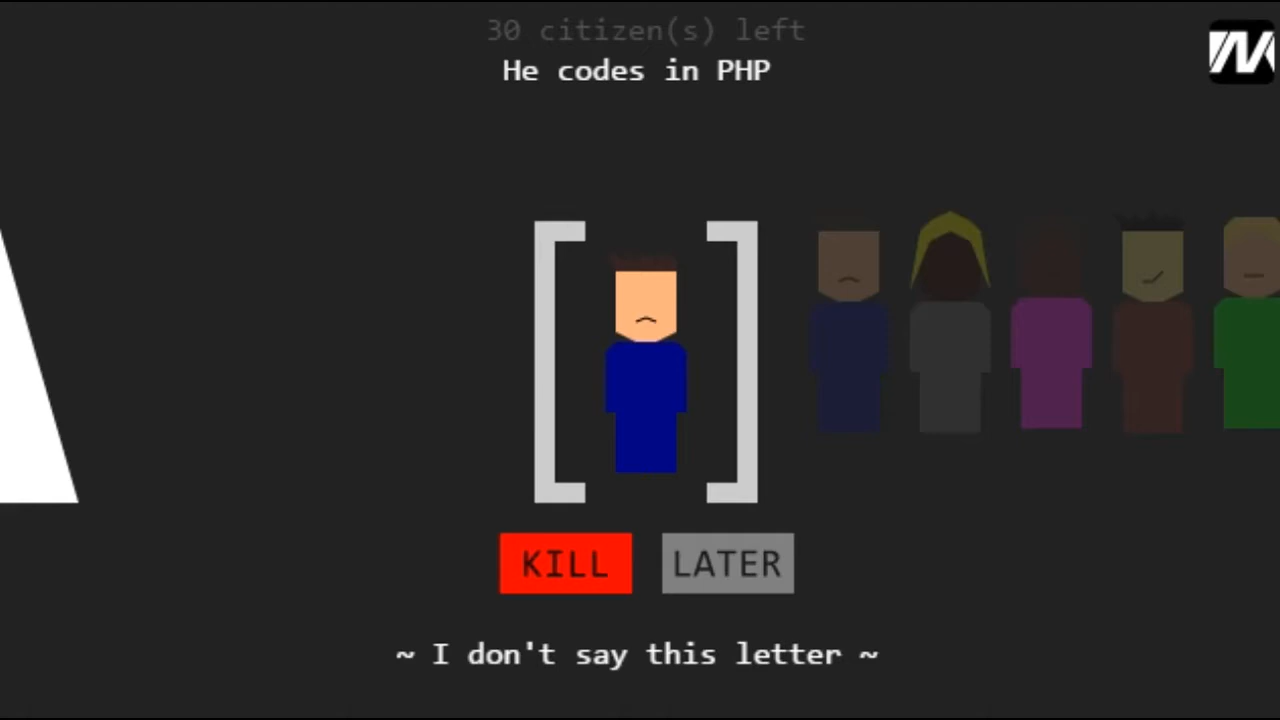 30 citizen(s) left
He codes in PHP
KILL
LATER
~ I don't say this letter ~